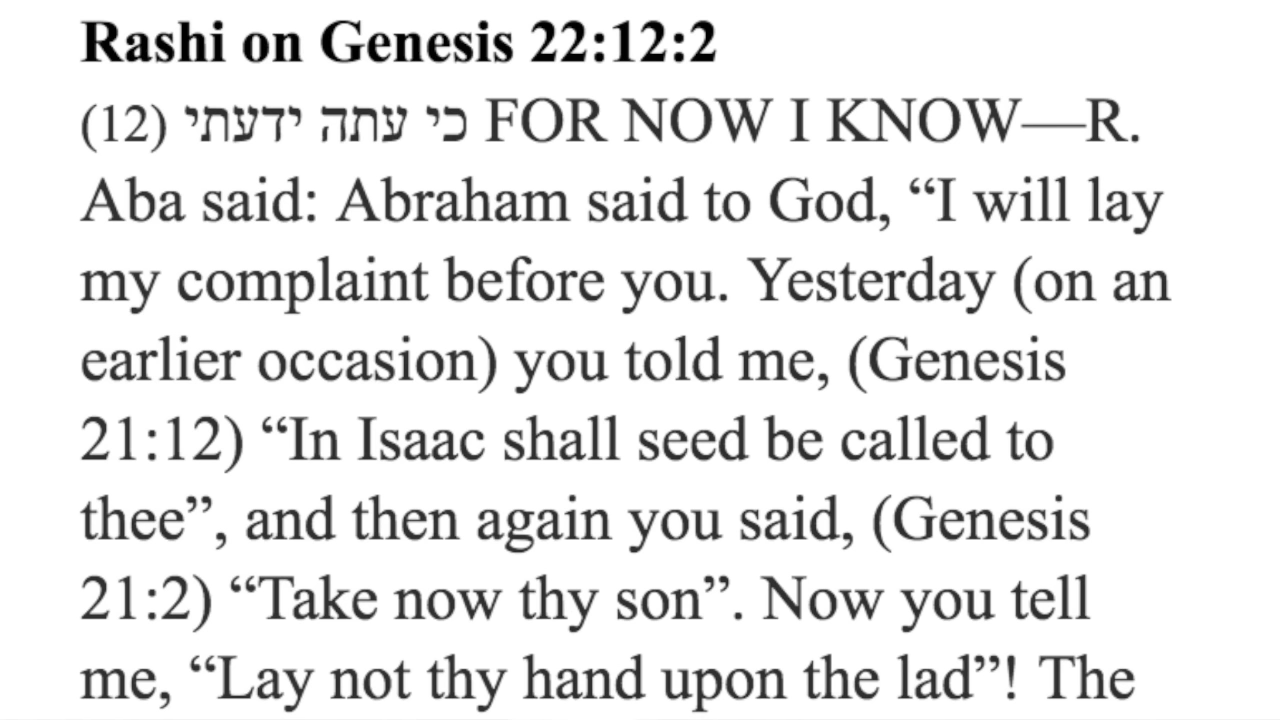 Rashi on Genesis 22:12:2
(12) כי עתה ידעתי FOR NOW I KNOW—R.
Aba said: Abraham said to God, “I will lay
my complaint before you. Yesterday (on an
earlier occasion) you told me, (Genesis
21:12) “In Isaac shall seed be called to
thee”, and then again you said, (Genesis
21:2) “Take now thy son”. Now you tell
me, “Lay not thy hand upon the lad”! The